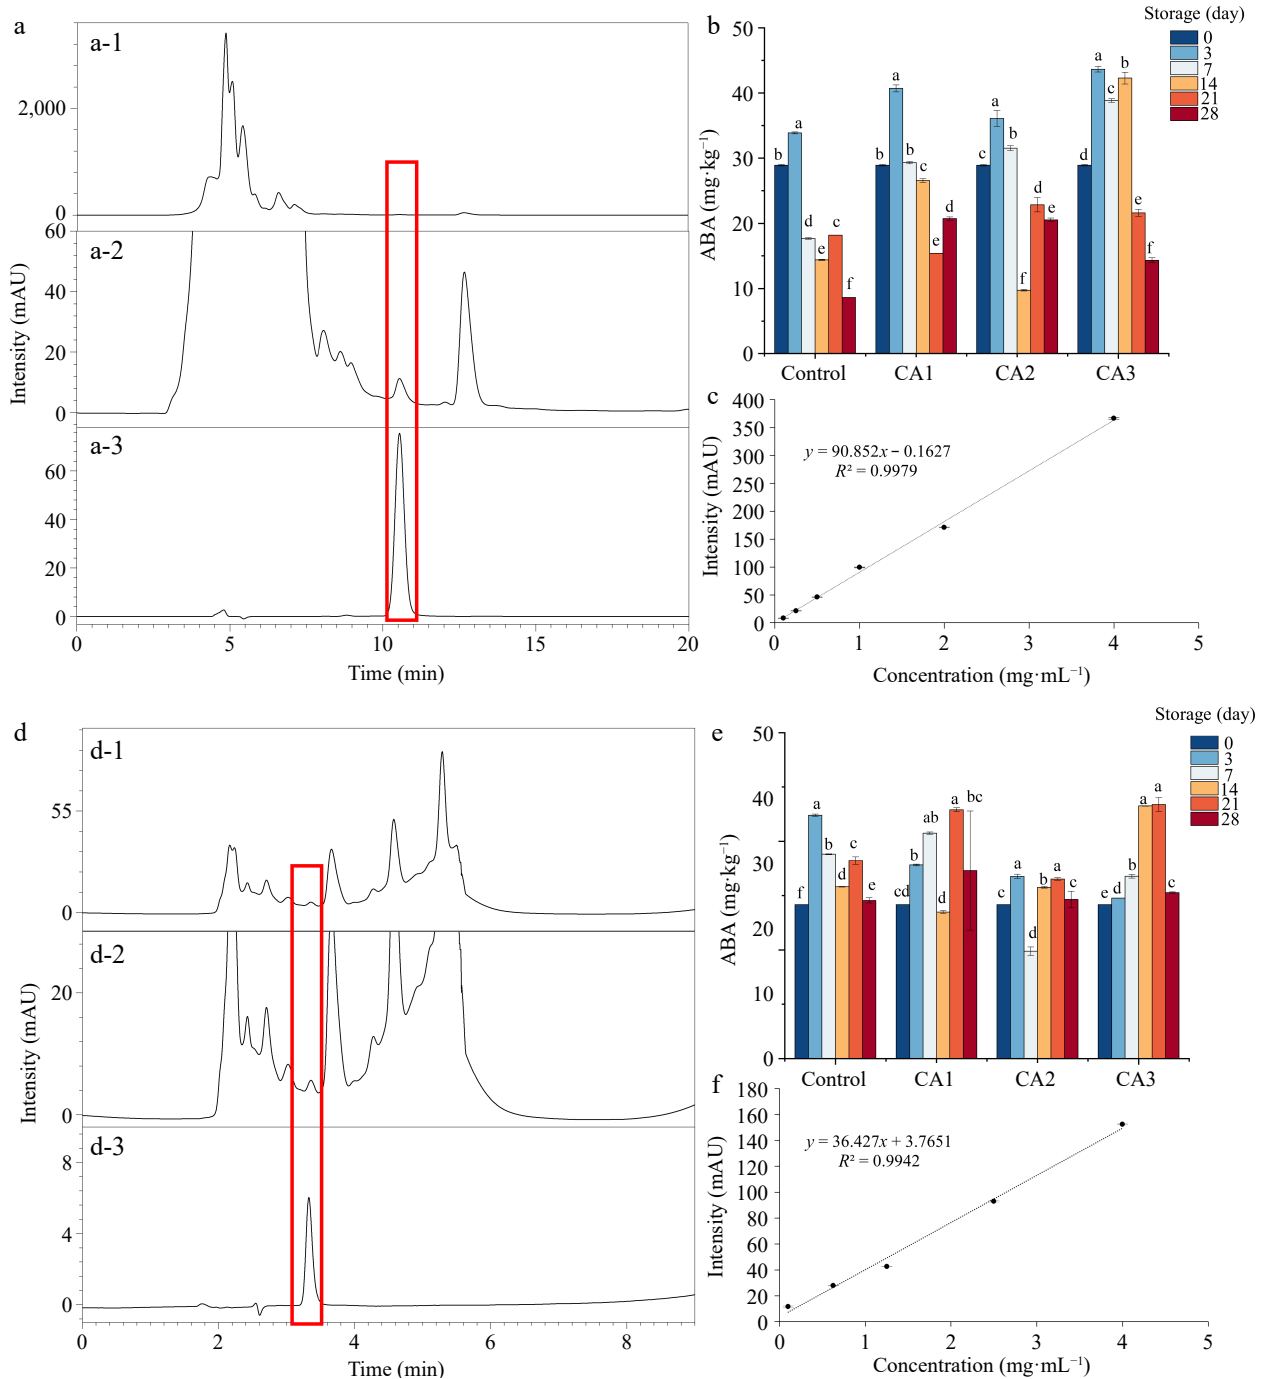 a
a-1
2,000
0
60
a-2
40
20
0
a-3
60
40
20
0
Intensity (mAU)
0 5 10 15 20
Time (min)
b
Storage (day)
0
3
7
14
21
28
50
40
30
20
10
0
ABA (mg·kg⁻¹)
b a d e c f
b a b c e d
c a b f d e
d a c b e f
Control CA1 CA2 CA3
c
400
350
300
250
200
150
100
50
0
Intensity (mAU)
y = 90.852x − 0.1627
R² = 0.9979
0 1 2 3 4 5
Concentration (mg·mL⁻¹)
d
d-1
55
0
d-2
20
0
d-3
8
4
0
Intensity (mAU)
0 2 4 6 8
Time (min)
e
Storage (day)
0
3
7
14
21
28
50
40
30
20
10
0
ABA (mg·kg⁻¹)
f a b d c e
cd b ab d a bc
c a d b a c
e d b a a c
Control CA1 CA2 CA3
f
180
160
140
120
100
80
60
40
20
0
Intensity (mAU)
y = 36.427x + 3.7651
R² = 0.9942
0 1 2 3 4 5
Concentration (mg·mL⁻¹)